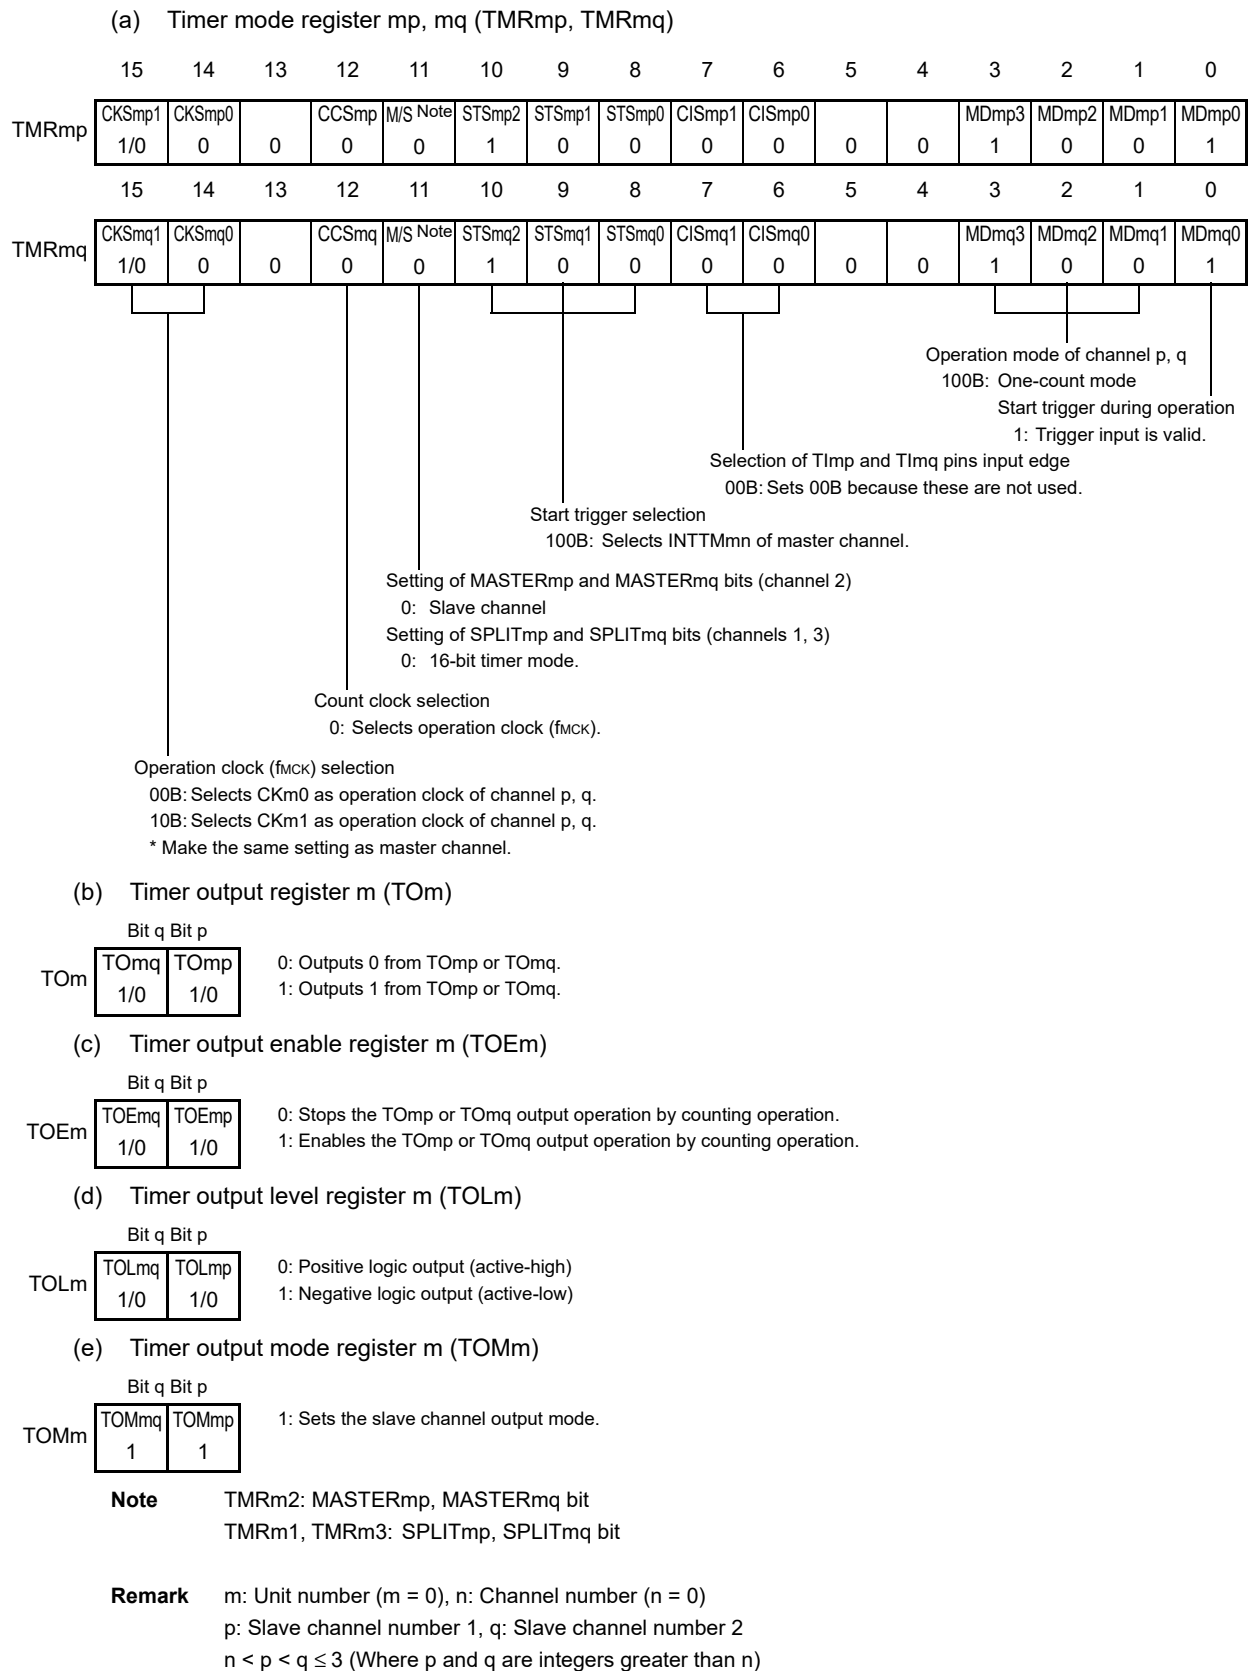 (a) Timer mode register mp, mq (TMRmp, TMRmq)
15 14 13 12 11 10 9 8 7 6 5 4 3 2 1 0
TMRmp CKSmp1 CKSmp0 CCSmp M/S Note STSmp2 STSmp1 STSmp0 CISmp1 CISmp0 MDmp3 MDmp2 MDmp1 MDmp0
1/0 0 0 0 0 1 0 0 0 0 0 0 1 0 0 1
15 14 13 12 11 10 9 8 7 6 5 4 3 2 1 0
TMRmq CKSmq1 CKSmq0 CCSmq M/S Note STSmq2 STSmq1 STSmq0 CISmq1 CISmq0 MDmq3 MDmq2 MDmq1 MDmq0
1/0 0 0 0 0 1 0 0 0 0 0 0 1 0 0 1
Operation mode of channel p, q
100B: One-count mode
Start trigger during operation
1: Trigger input is valid.
Selection of TImp and TImq pins input edge
00B: Sets 00B because these are not used.
Start trigger selection
100B: Selects INTTMmn of master channel.
Setting of MASTERmp and MASTERmq bits (channel 2)
0: Slave channel
Setting of SPLITmp and SPLITmq bits (channels 1, 3)
0: 16-bit timer mode.
Count clock selection
0: Selects operation clock (fMCK).
Operation clock (fMCK) selection
00B: Selects CKm0 as operation clock of channel p, q.
10B: Selects CKm1 as operation clock of channel p, q.
* Make the same setting as master channel.
(b) Timer output register m (TOm)
Bit q Bit p
TOm TOmq TOmp
1/0 1/0
0: Outputs 0 from TOmp or TOmq.
1: Outputs 1 from TOmp or TOmq.
(c) Timer output enable register m (TOEm)
Bit q Bit p
TOEm TOEmq TOEmp
1/0 1/0
0: Stops the TOmp or TOmq output operation by counting operation.
1: Enables the TOmp or TOmq output operation by counting operation.
(d) Timer output level register m (TOLm)
Bit q Bit p
TOLm TOLmq TOLmp
1/0 1/0
0: Positive logic output (active-high)
1: Negative logic output (active-low)
(e) Timer output mode register m (TOMm)
Bit q Bit p
TOMm TOMmq TOMmp
1 1
1: Sets the slave channel output mode.
Note TMRm2: MASTERmp, MASTERmq bit
TMRm1, TMRm3: SPLITmp, SPLITmq bit
Remark m: Unit number (m = 0), n: Channel number (n = 0)
p: Slave channel number 1, q: Slave channel number 2
n < p < q ≤ 3 (Where p and q are integers greater than n)